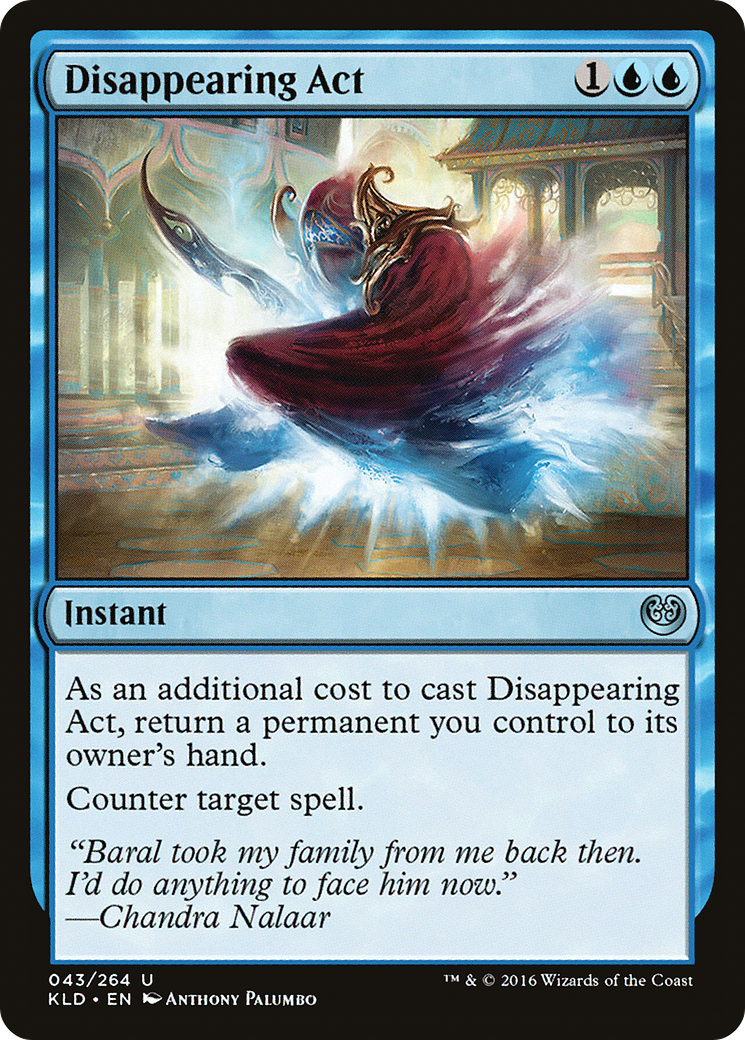 Disappearing Act
1
Instant
As an additional cost to cast Disappearing
Act, return a permanent you control to its
owner's hand.
Counter target spell.
“Baral took my family from me back then.
I'd do anything to face him now.”
—Chandra Nalaar
043/264 U
™ & © 2016 Wizards of the Coast
KLD • EN Anthony Palumbo